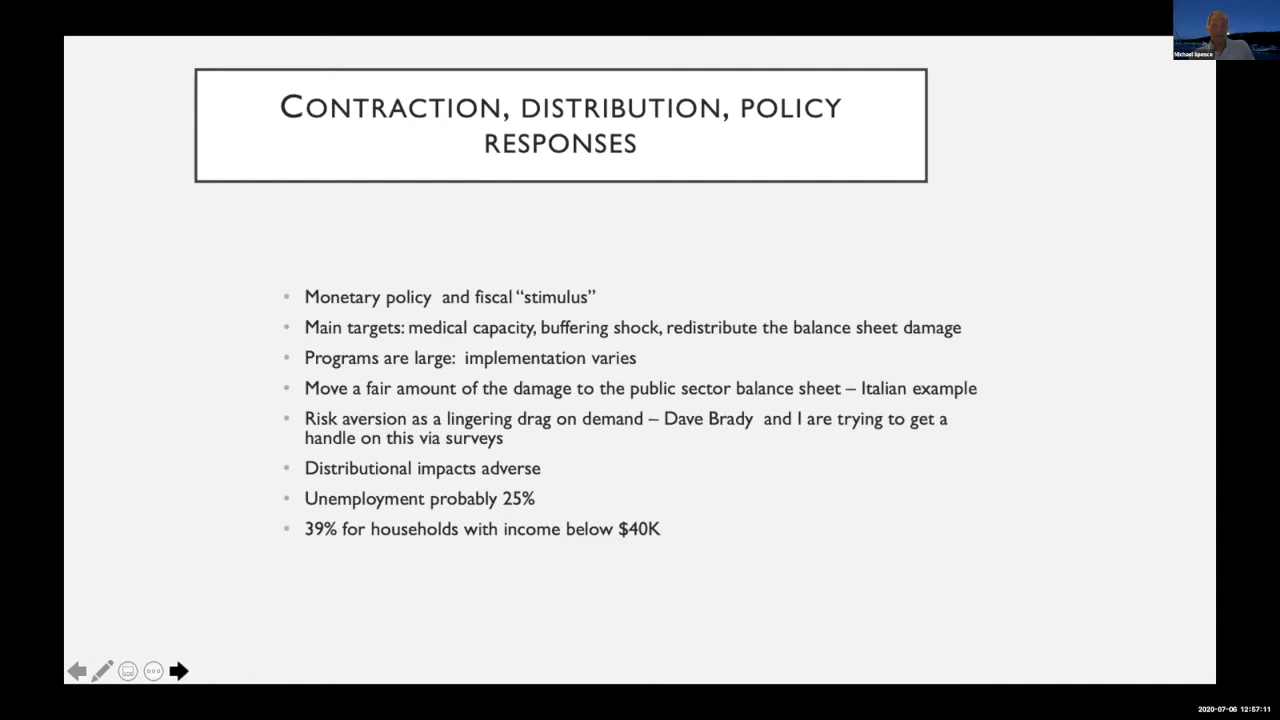 Michael Spence
CONTRACTION, DISTRIBUTION, POLICY
RESPONSES
• Monetary policy  and fiscal “stimulus”
• Main targets: medical capacity, buffering shock, redistribute the balance sheet damage
• Programs are large:  implementation varies
• Move a fair amount of the damage to the public sector balance sheet – Italian example
• Risk aversion as a lingering drag on demand – Dave Brady  and I are trying to get a
handle on this via surveys
• Distributional impacts adverse
• Unemployment probably 25%
• 39% for households with income below $40K
2020-07-06 12:57:11